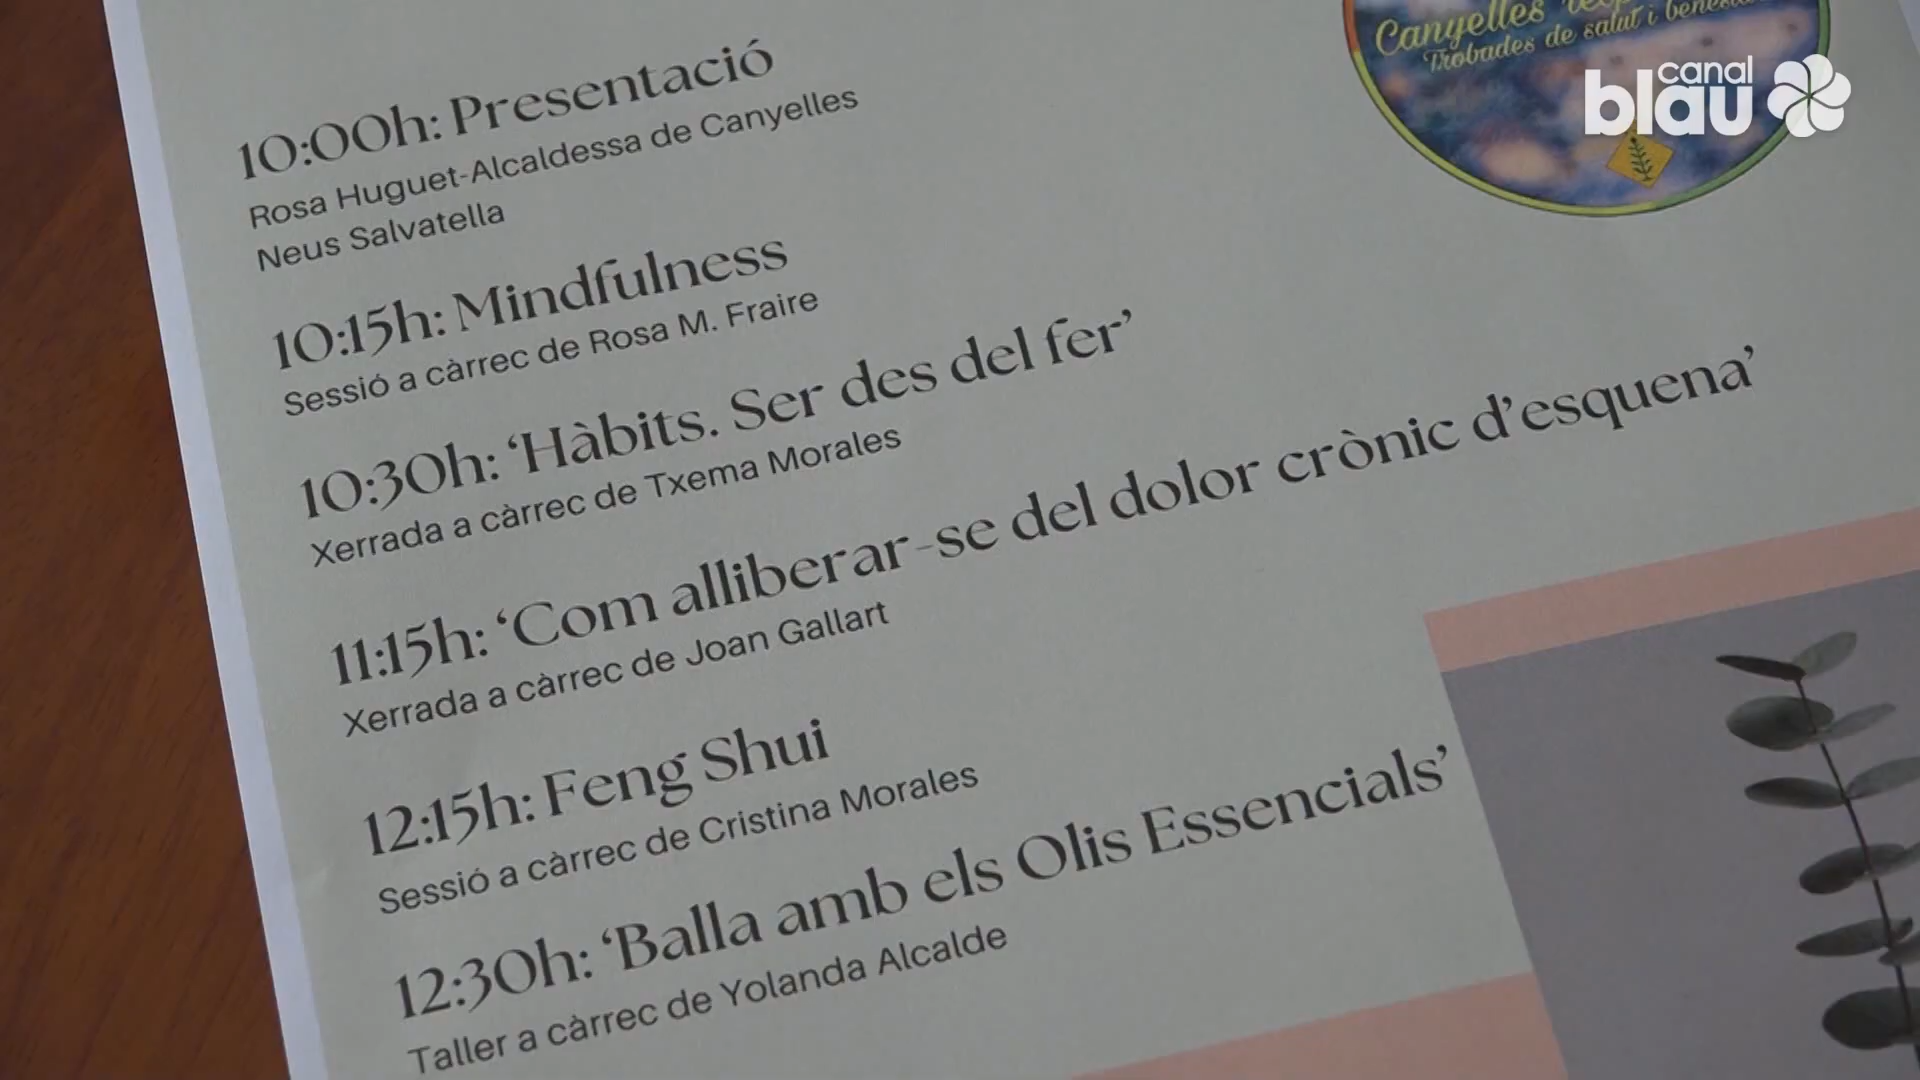 10:00h: Presentació
Rosa Huguet-Alcaldessa de Canyelles
Neus Salvatella
10:15h: Mindfulness
Sessió a càrrec de Rosa M. Fraire
10:30h: ‘Hàbits. Ser des del fer’
Xerrada a càrrec de Txema Morales
11:15h: ‘Com alliberar-se del dolor crònic d’esquena’
Xerrada a càrrec de Joan Gallart
12:15h: Feng Shui
Sessió a càrrec de Cristina Morales
12:30h: ‘Balla amb els Olis Essencials’
Taller a càrrec de Yolanda Alcalde
Canyelles
Trobades de salut i
canal
blau